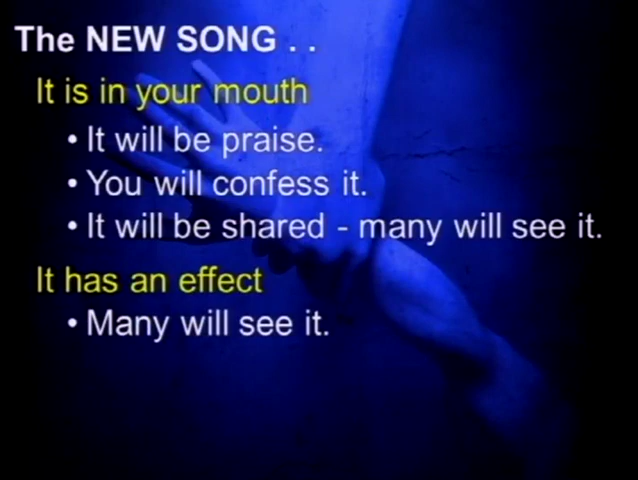 The NEW SONG . .
It is in your mouth
• It will be praise.
• You will confess it.
• It will be shared - many will see it.
It has an effect
• Many will see it.